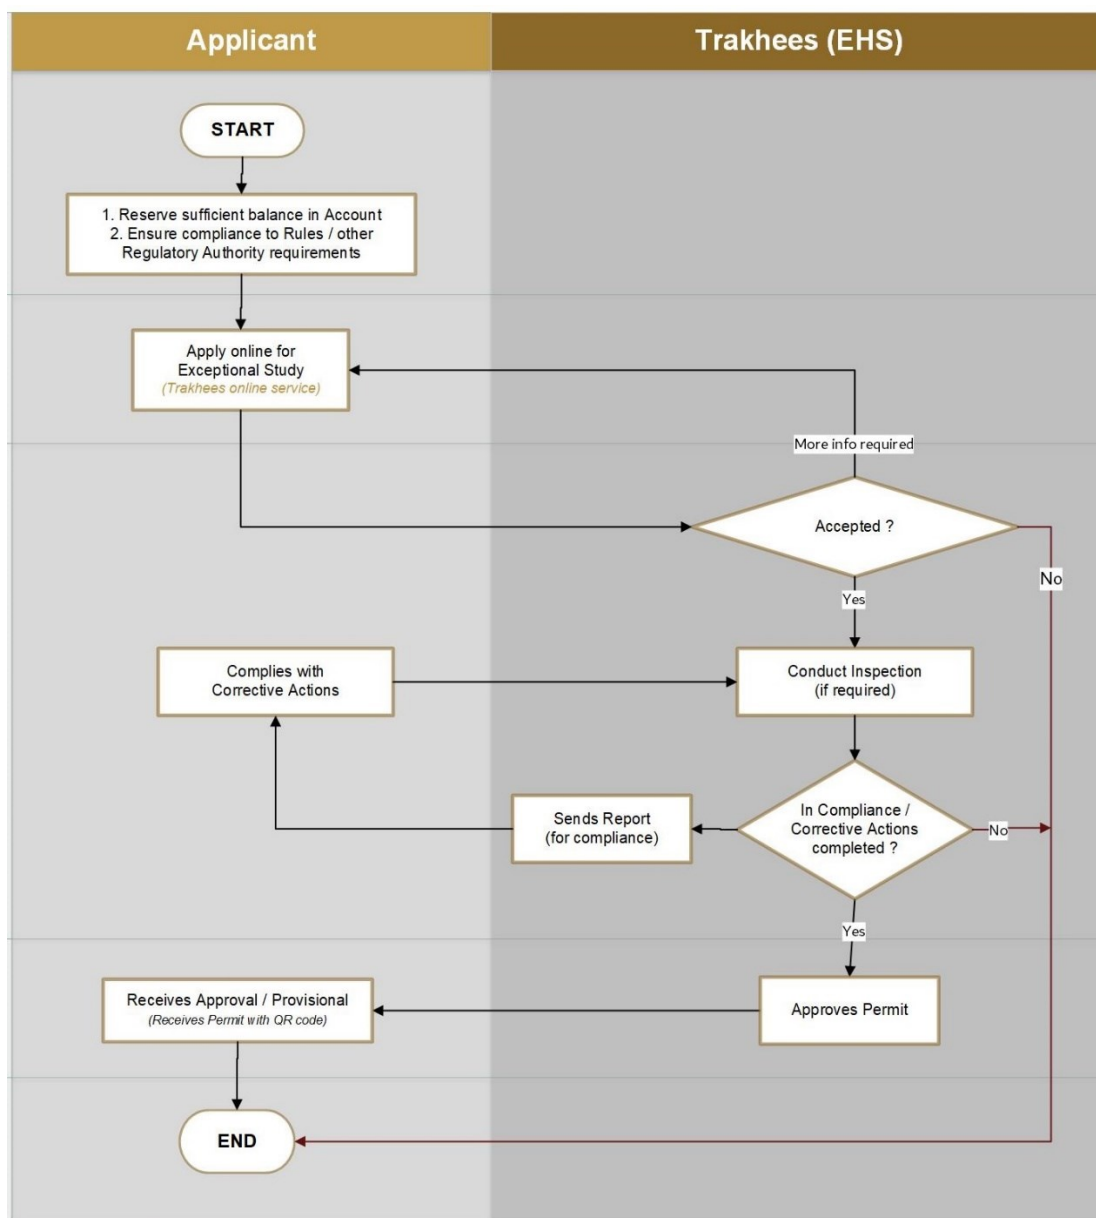 Applicant
Trakhees (EHS)
START
1. Reserve sufficient balance in Account
2. Ensure compliance to Rules / other
Regulatory Authority requirements
Apply online for
Exceptional Study
(Trakhees online service)
More info required
Accepted ?
No
Yes
Complies with
Corrective Actions
Conduct Inspection
(if required)
Sends Report
(for compliance)
In Compliance /
Corrective Actions
completed ?
No
Yes
Receives Approval / Provisional
(Receives Permit with QR code)
Approves Permit
END